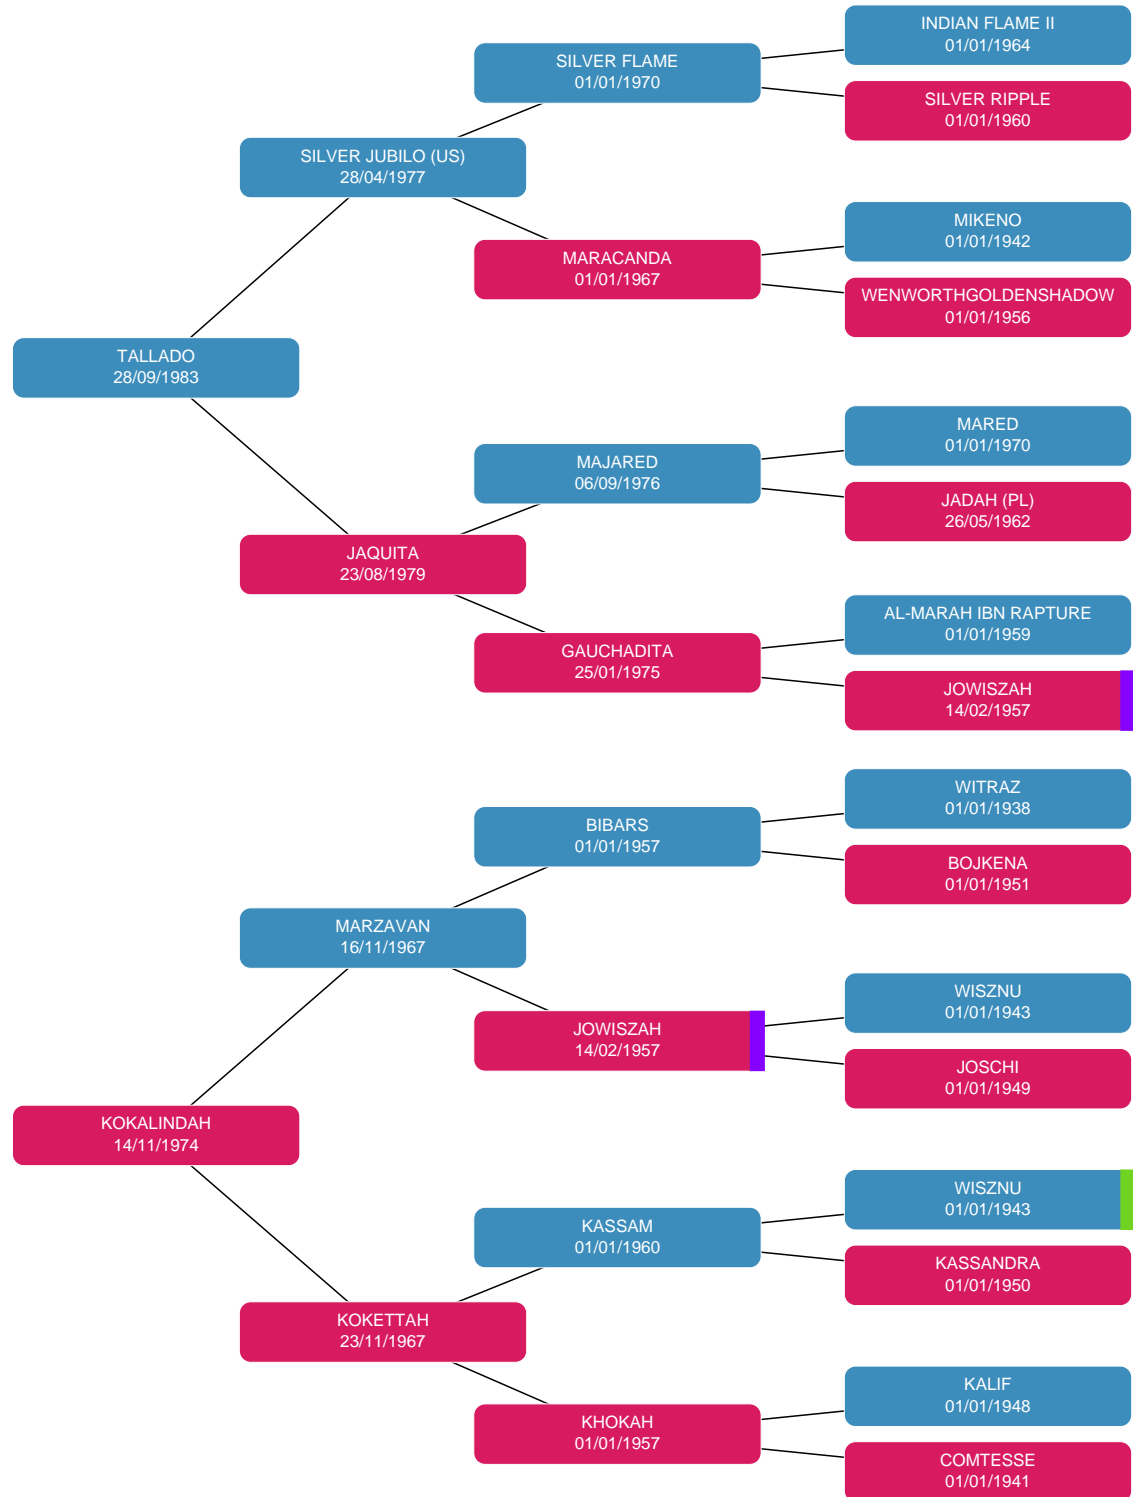 INDIAN FLAME II
01/01/1964
SILVER FLAME
01/01/1970
SILVER RIPPLE
01/01/1960
SILVER JUBILO (US)
28/04/1977
MIKENO
01/01/1942
MARACANDA
01/01/1967
WENWORTHGOLDENSHADOW
01/01/1956
TALLADO
28/09/1983
MARED
01/01/1970
MAJARED
06/09/1976
JADAH (PL)
26/05/1962
JAQUITA
23/08/1979
AL-MARAH IBN RAPTURE
01/01/1959
GAUCHADITA
25/01/1975
JOWISZAH
14/02/1957
WITRAZ
01/01/1938
BIBARS
01/01/1957
BOJKENA
01/01/1951
MARZAVAN
16/11/1967
WISZNU
01/01/1943
JOWISZAH
14/02/1957
JOSCHI
01/01/1949
KOKALINDAH
14/11/1974
WISZNU
01/01/1943
KASSAM
01/01/1960
KASSANDRA
01/01/1950
KOKETTAH
23/11/1967
KALIF
01/01/1948
KHOKAH
01/01/1957
COMTESSE
01/01/1941